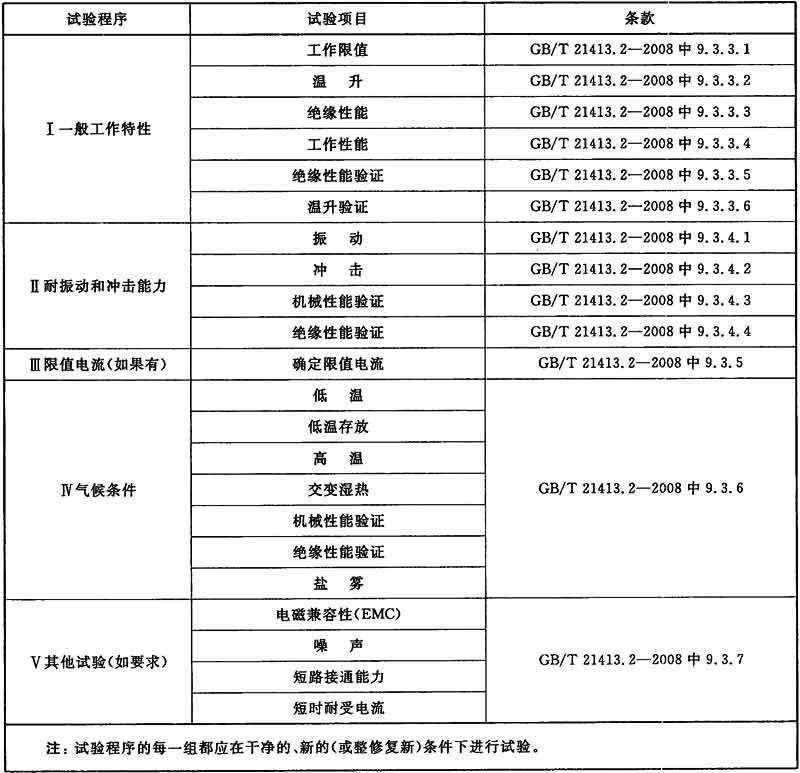 试验程序 试验项目 条款
Ⅰ一般工作特性 工作限值 GB/T 21413.2—2008 中 9.3.3.1
温 升 GB/T 21413.2—2008 中 9.3.3.2
绝缘性能 GB/T 21413.2—2008 中 9.3.3.3
工作性能 GB/T 21413.2—2008 中 9.3.3.4
绝缘性能验证 GB/T 21413.2—2008 中 9.3.3.5
温升验证 GB/T 21413.2—2008 中 9.3.3.6
Ⅱ耐振动和冲击能力 振 动 GB/T 21413.2—2008 中 9.3.4.1
冲 击 GB/T 21413.2—2008 中 9.3.4.2
机械性能验证 GB/T 21413.2—2008 中 9.3.4.3
绝缘性能验证 GB/T 21413.2—2008 中 9.3.4.4
Ⅲ限值电流(如果有) 确定限值电流 GB/T 21413.2—2008 中 9.3.5
Ⅳ气候条件 低 温 GB/T 21413.2—2008 中 9.3.6
低温存放
高 温
交变湿热
机械性能验证
绝缘性能验证
盐 雾
Ⅴ其他试验(如要求) 电磁兼容性(EMC) GB/T 21413.2—2008 中 9.3.7
噪 声
短路接通能力
短时耐受电流
注：试验程序的每一组都应在干净的、新的(或整修复新)条件下进行试验。